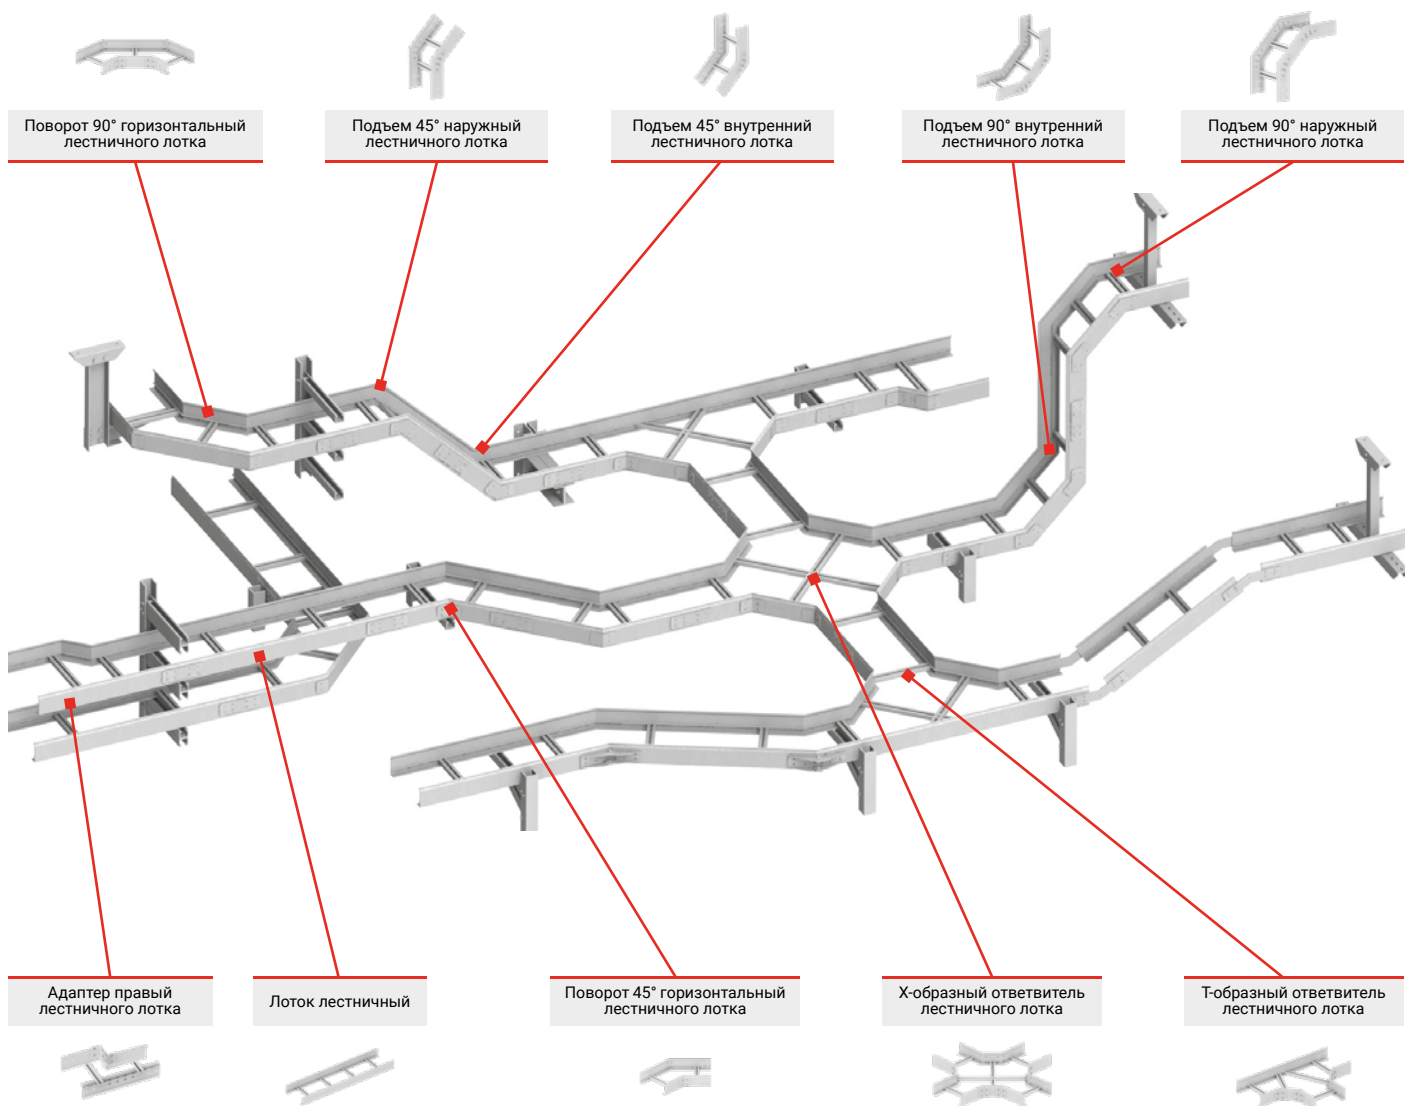 Поворот 90° горизонтальный
лестничного лотка
Подъем 45° наружный
лестничного лотка
Подъем 45° внутренний
лестничного лотка
Подъем 90° внутренний
лестничного лотка
Подъем 90° наружный
лестничного лотка
Адаптер правый
лестничного лотка
Лоток лестничный
Поворот 45° горизонтальный
лестничного лотка
Х-образный ответвитель
лестничного лотка
Т-образный ответвитель
лестничного лотка